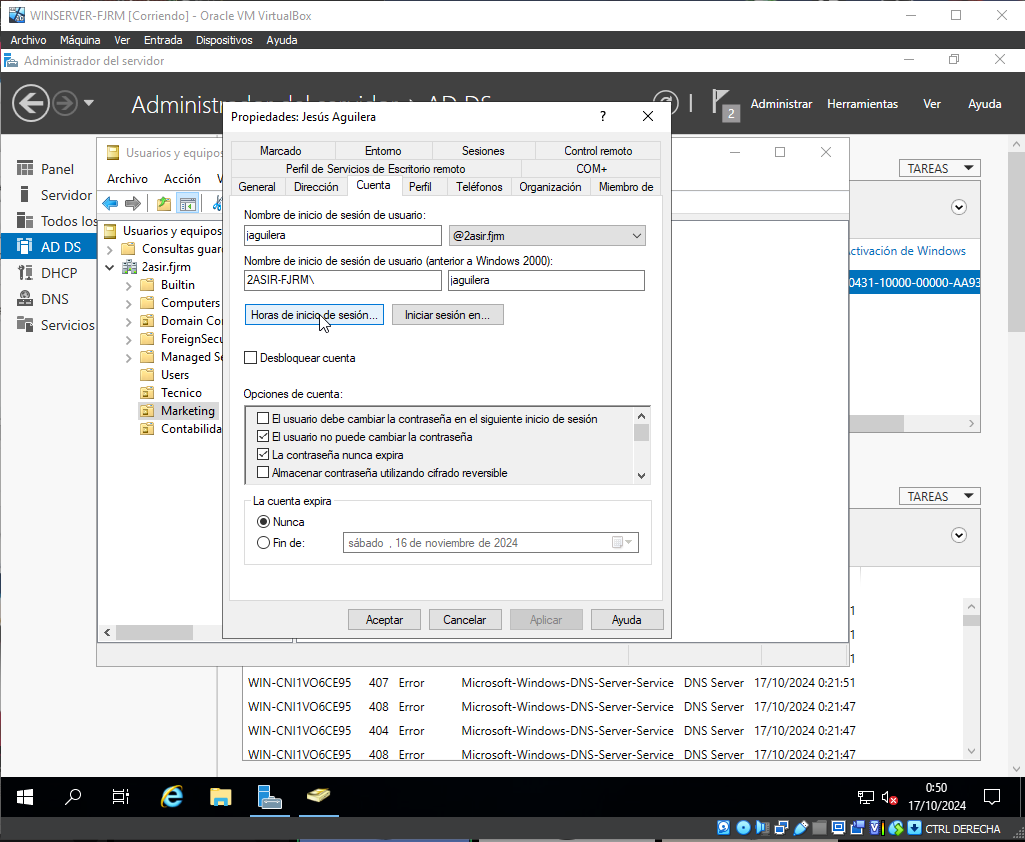 WINSERVER-FJRM [Corriendo] - Oracle VM VirtualBox
Archivo Máquina Ver Entrada Dispositivos Ayuda
Administrador del servidor
2 Administrar Herramientas Ver Ayuda
Propiedades: Jesús Aguilera ?
Usuarios y equipos
Archivo Acción
Marcado Entorno Sesiones Control remoto
Perfil de Servicios de Escritorio remoto COM+
General Dirección Cuenta Perfil Teléfonos Organización Miembro de
Nombre de inicio de sesión de usuario:
jaguilera @2asir.fjrm
Nombre de inicio de sesión de usuario (anterior a Windows 2000):
2ASIR-FJRM\ jaguilera
Horas de inicio de sesión... Iniciar sesión en...
Desbloquear cuenta
Opciones de cuenta:
El usuario debe cambiar la contraseña en el siguiente inicio de sesión
El usuario no puede cambiar la contraseña
La contraseña nunca expira
Almacenar contraseña utilizando cifrado reversible
La cuenta expira
Nunca
Fin de: sábado , 16 de noviembre de 2024
Aceptar Cancelar Aplicar Ayuda
Panel
Servidor
Todos los
AD DS
DHCP
DNS
Servicios
Usuarios y equipos
Consultas guar
2asir.fjrm
Builtin
Computers
Domain Co
ForeignSecu
Managed Se
Users
Tecnico
Marketing
Contabilida
TAREAS
ctivación de Windows
0431-10000-00000-AA93
TAREAS
1
1
1
WIN-CNI1VO6CE95 407 Error Microsoft-Windows-DNS-Server-Service DNS Server 17/10/2024 0:21:51
WIN-CNI1VO6CE95 408 Error Microsoft-Windows-DNS-Server-Service DNS Server 17/10/2024 0:21:47
WIN-CNI1VO6CE95 404 Error Microsoft-Windows-DNS-Server-Service DNS Server 17/10/2024 0:21:47
WIN-CNI1VO6CE95 408 Error Microsoft-Windows-DNS-Server-Service DNS Server 17/10/2024 0:21:47
0:50
17/10/2024
CTRL DERECHA